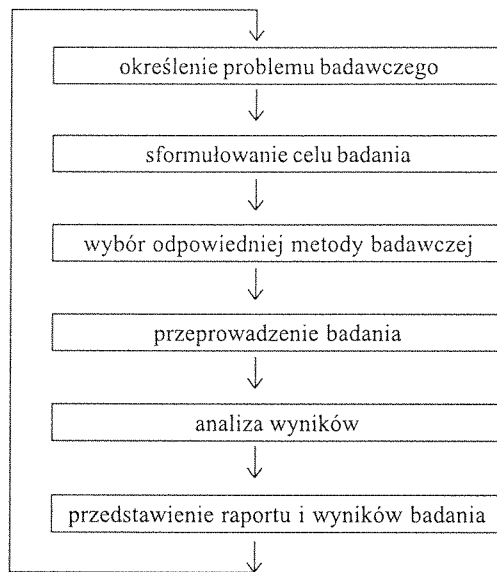 określenie problemu badawczego
sformułowanie celu badania
wybór odpowiedniej metody badawczej
przeprowadzenie badania
analiza wyników
przedstawienie raportu i wyników badania